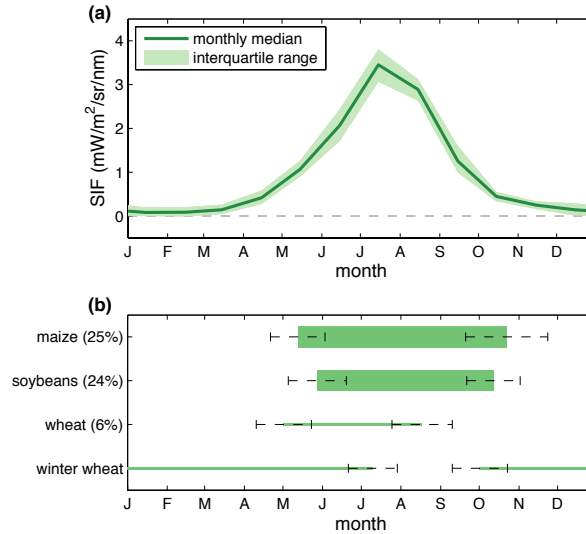 (a)
monthly median
interquartile range
SIF (mW/m²/sr/nm)
4
3
2
1
0
J F M A M J J A S O N D
month
(b)
maize (25%)
soybeans (24%)
wheat (6%)
winter wheat
J F M A M J J A S O N D
month